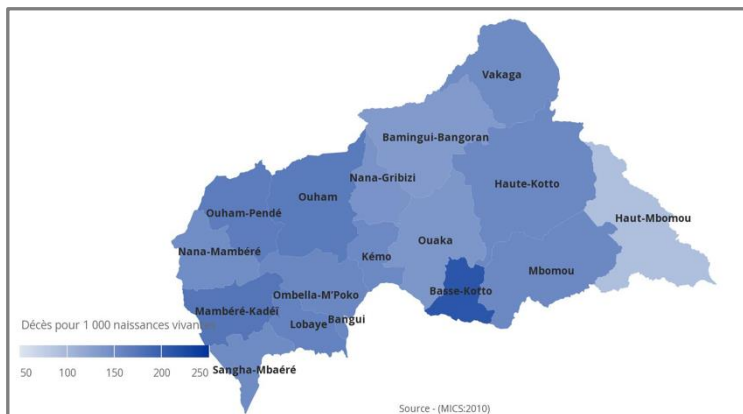 Vakaga
Bamingui-Bangoran
Nana-Gribizi
Haute-Kotto
Ouham
Ouham-Pendé
Haut-Mbomou
Ouaka
Nana-Mambéré
Kémo
Mbomou
Basse-Kotto
Ombella-M'Poko
Mambéré-Kadéï
Bangui
Lobaye
Décès pour 1 000 naissances vivantes
Sangha-Mbaéré
50 100 150 200 250
Source - (MICS:2010)